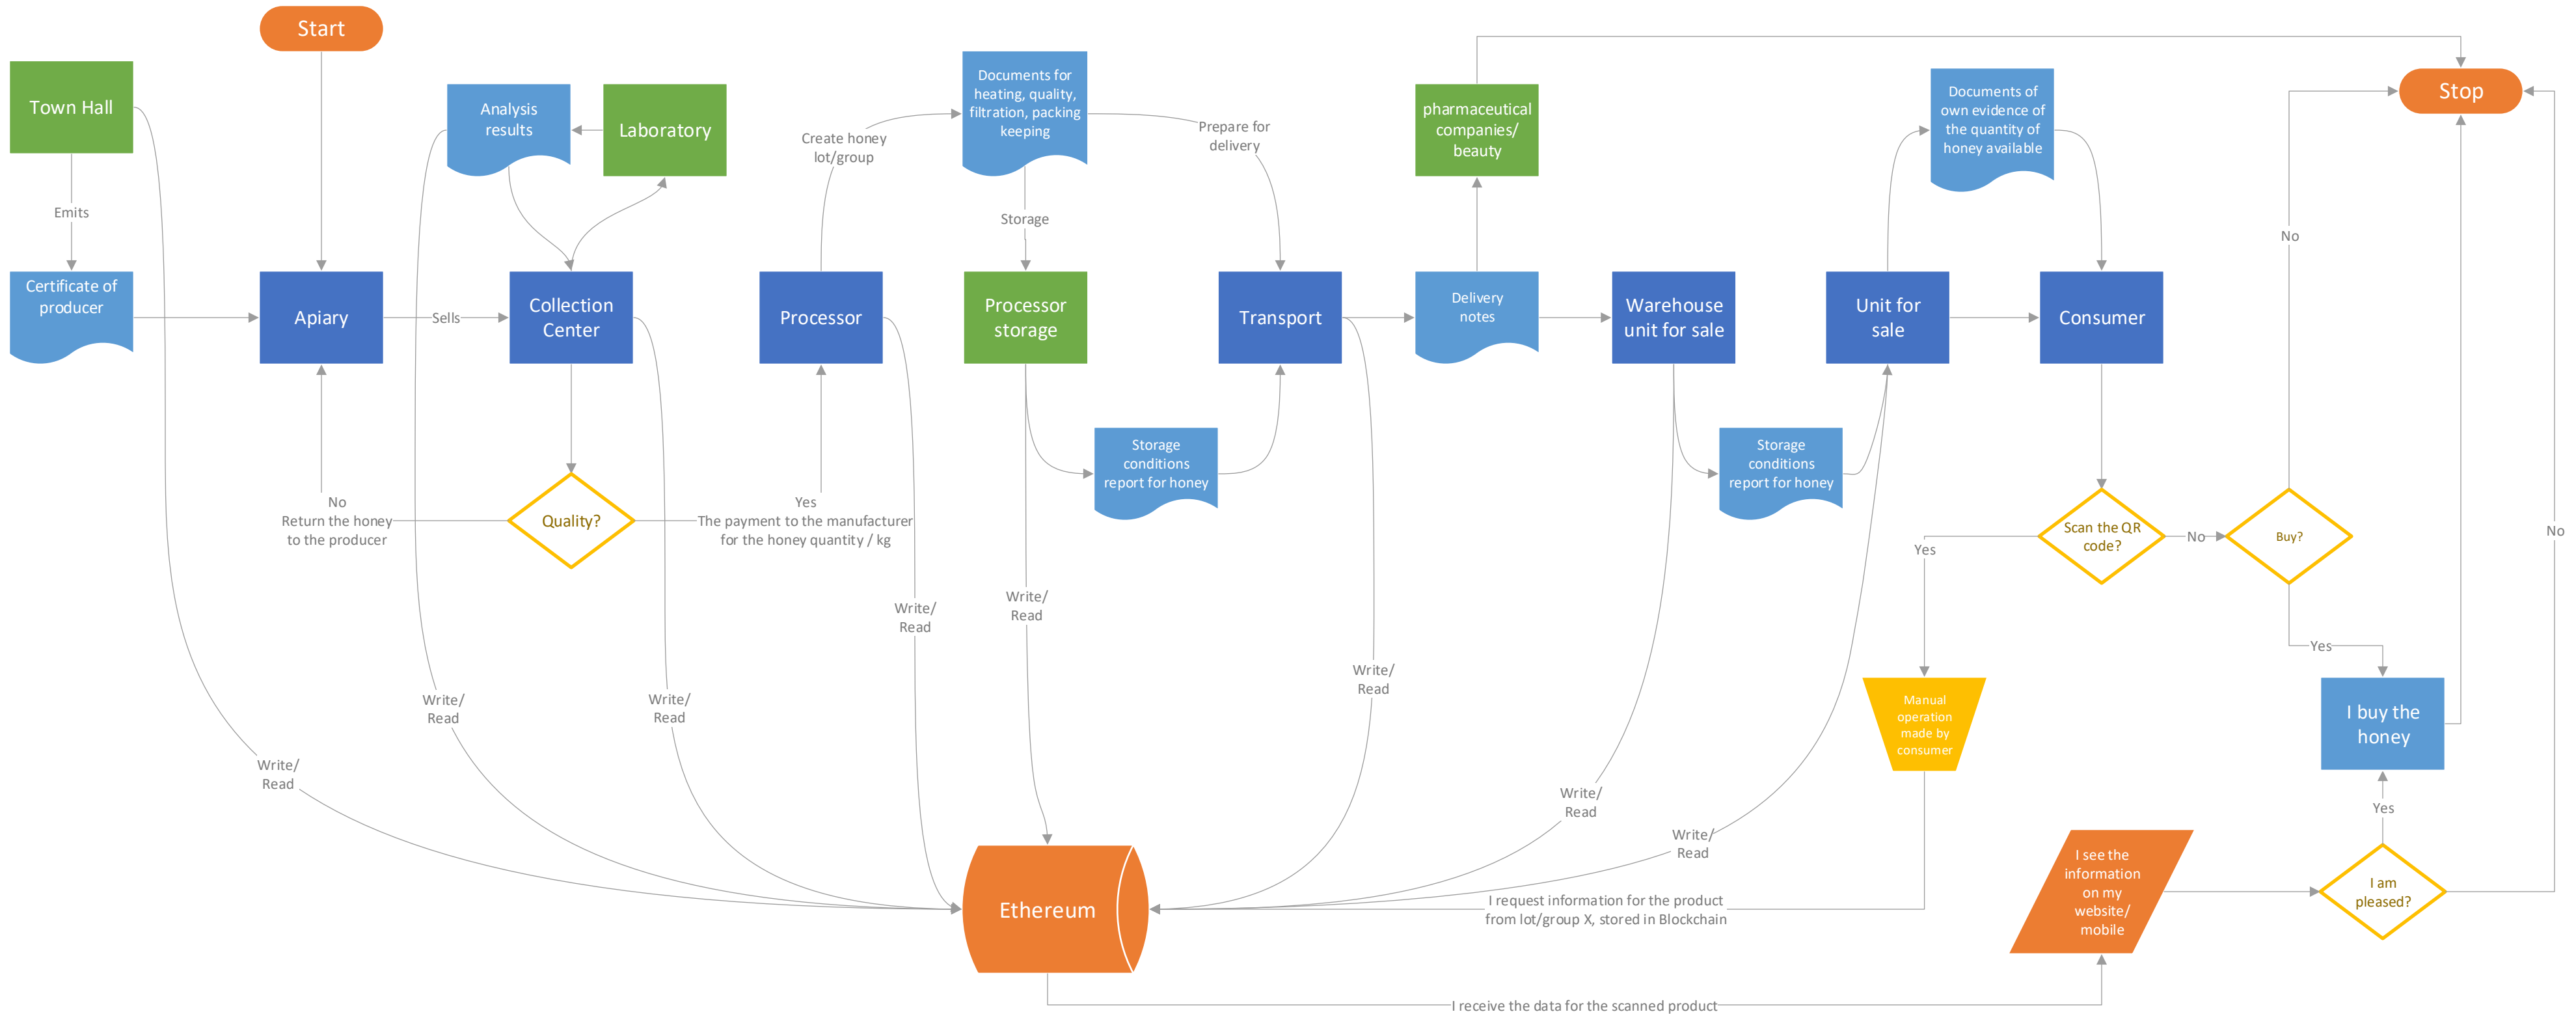 Start
Town Hall
Emits
Certificate of
producer
Apiary
Sells
Analysis
results
Laboratory
Collection
Center
Quality?
No
Return the honey
to the producer
Yes
The payment to the manufacturer
for the honey quantity / kg
Processor
Create honey
lot/group
Documents for
heating, quality,
filtration, packing
keeping
Storage
Prepare for
delivery
Processor
storage
Storage
conditions
report for honey
Transport
Delivery
notes
pharmaceutical
companies/
beauty
Warehouse
unit for sale
Storage
conditions
report for honey
Unit for
sale
Documents of
own evidence of
the quantity of
honey available
Consumer
Scan the QR
code?
Yes
No
Buy?
No
Yes
Stop
No
Manual
operation
made by
consumer
I buy the
honey
Yes
I am
pleased?
I see the
information
on my
website/
mobile
Write/
Read
Write/
Read
Write/
Read
Write/
Read
Write/
Read
Write/
Read
Write/
Read
Write/
Read
Ethereum
I request information for the product
from lot/group X, stored in Blockchain
I receive the data for the scanned product